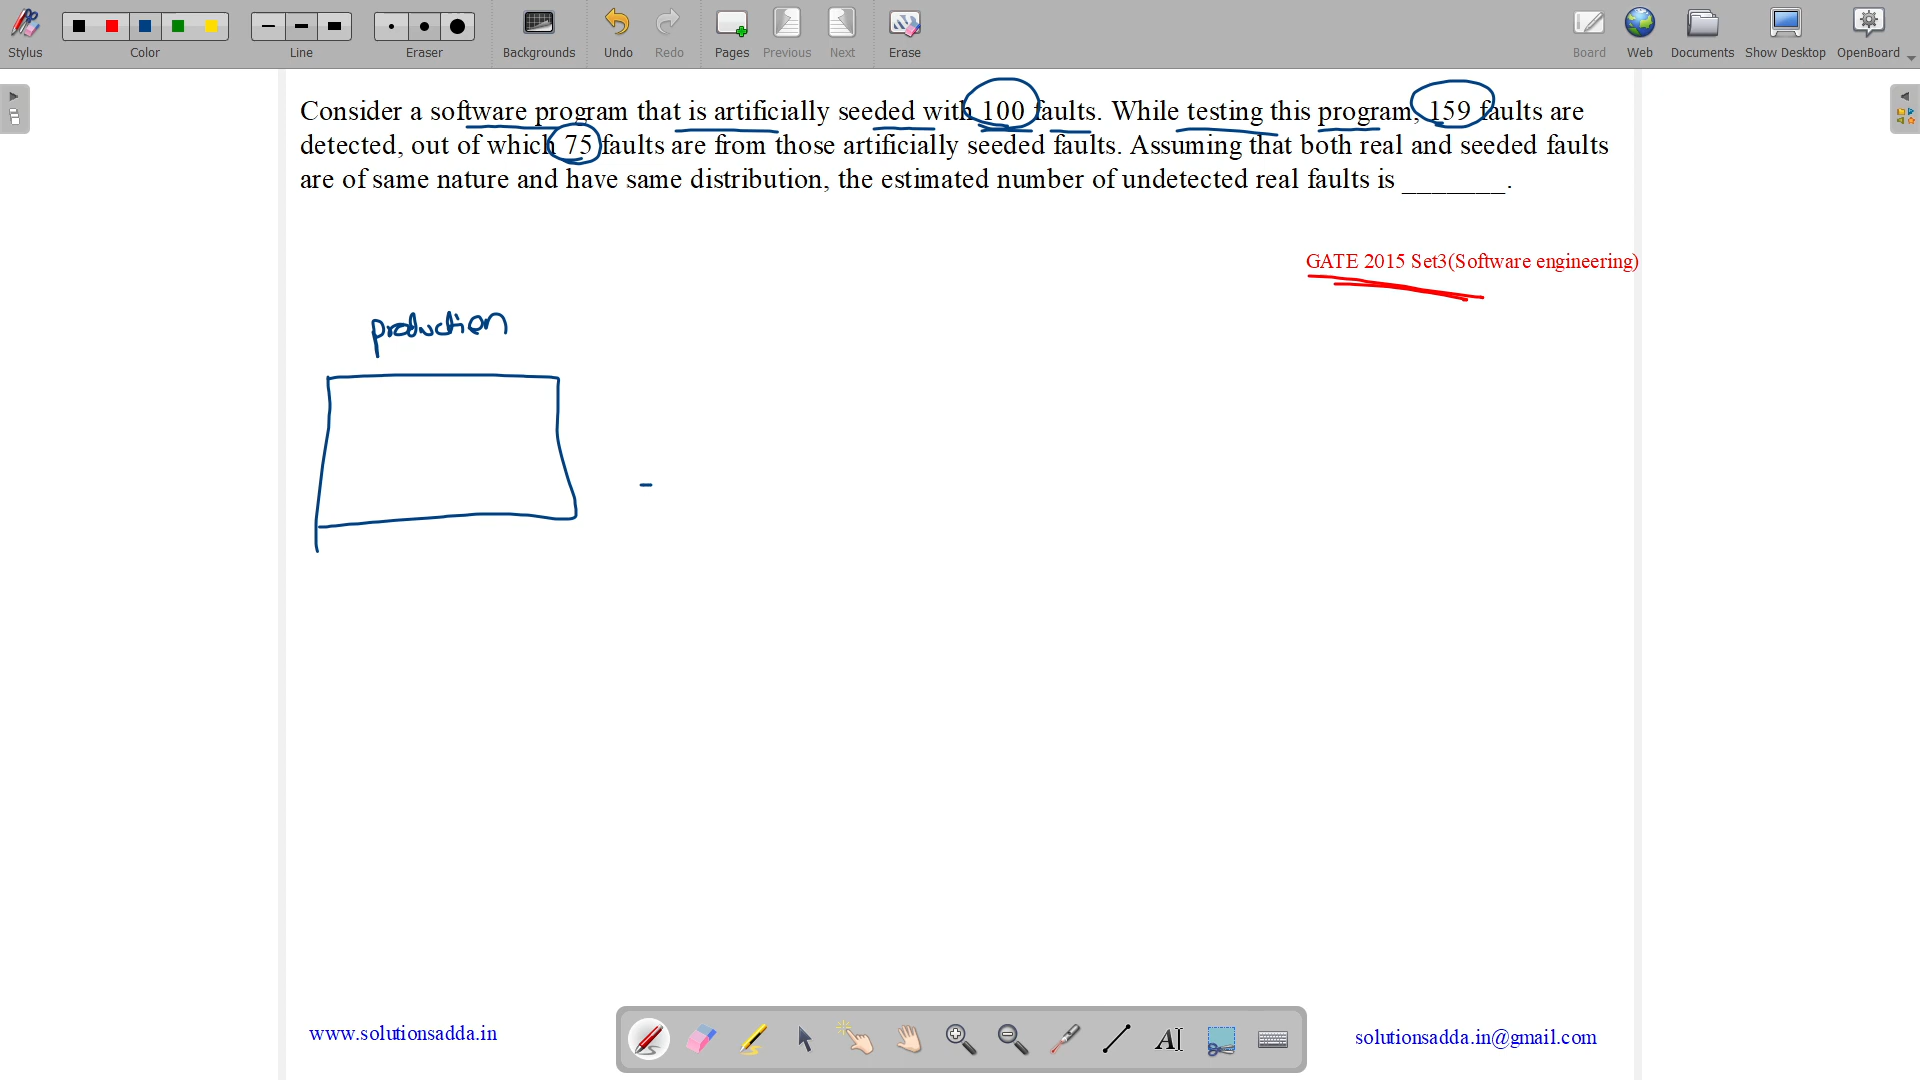 Stylus Color Line Eraser Backgrounds Undo Redo Pages Previous Next Erase Board Web Documents Show Desktop OpenBoard
Consider a software program that is artificially seeded with 100 faults. While testing this program, 159 faults are
detected, out of which 75 faults are from those artificially seeded faults. Assuming that both real and seeded faults
are of same nature and have same distribution, the estimated number of undetected real faults is _______.
GATE 2015 Set3(Software engineering)
production
www.solutionsadda.in
solutionsadda.in@gmail.com